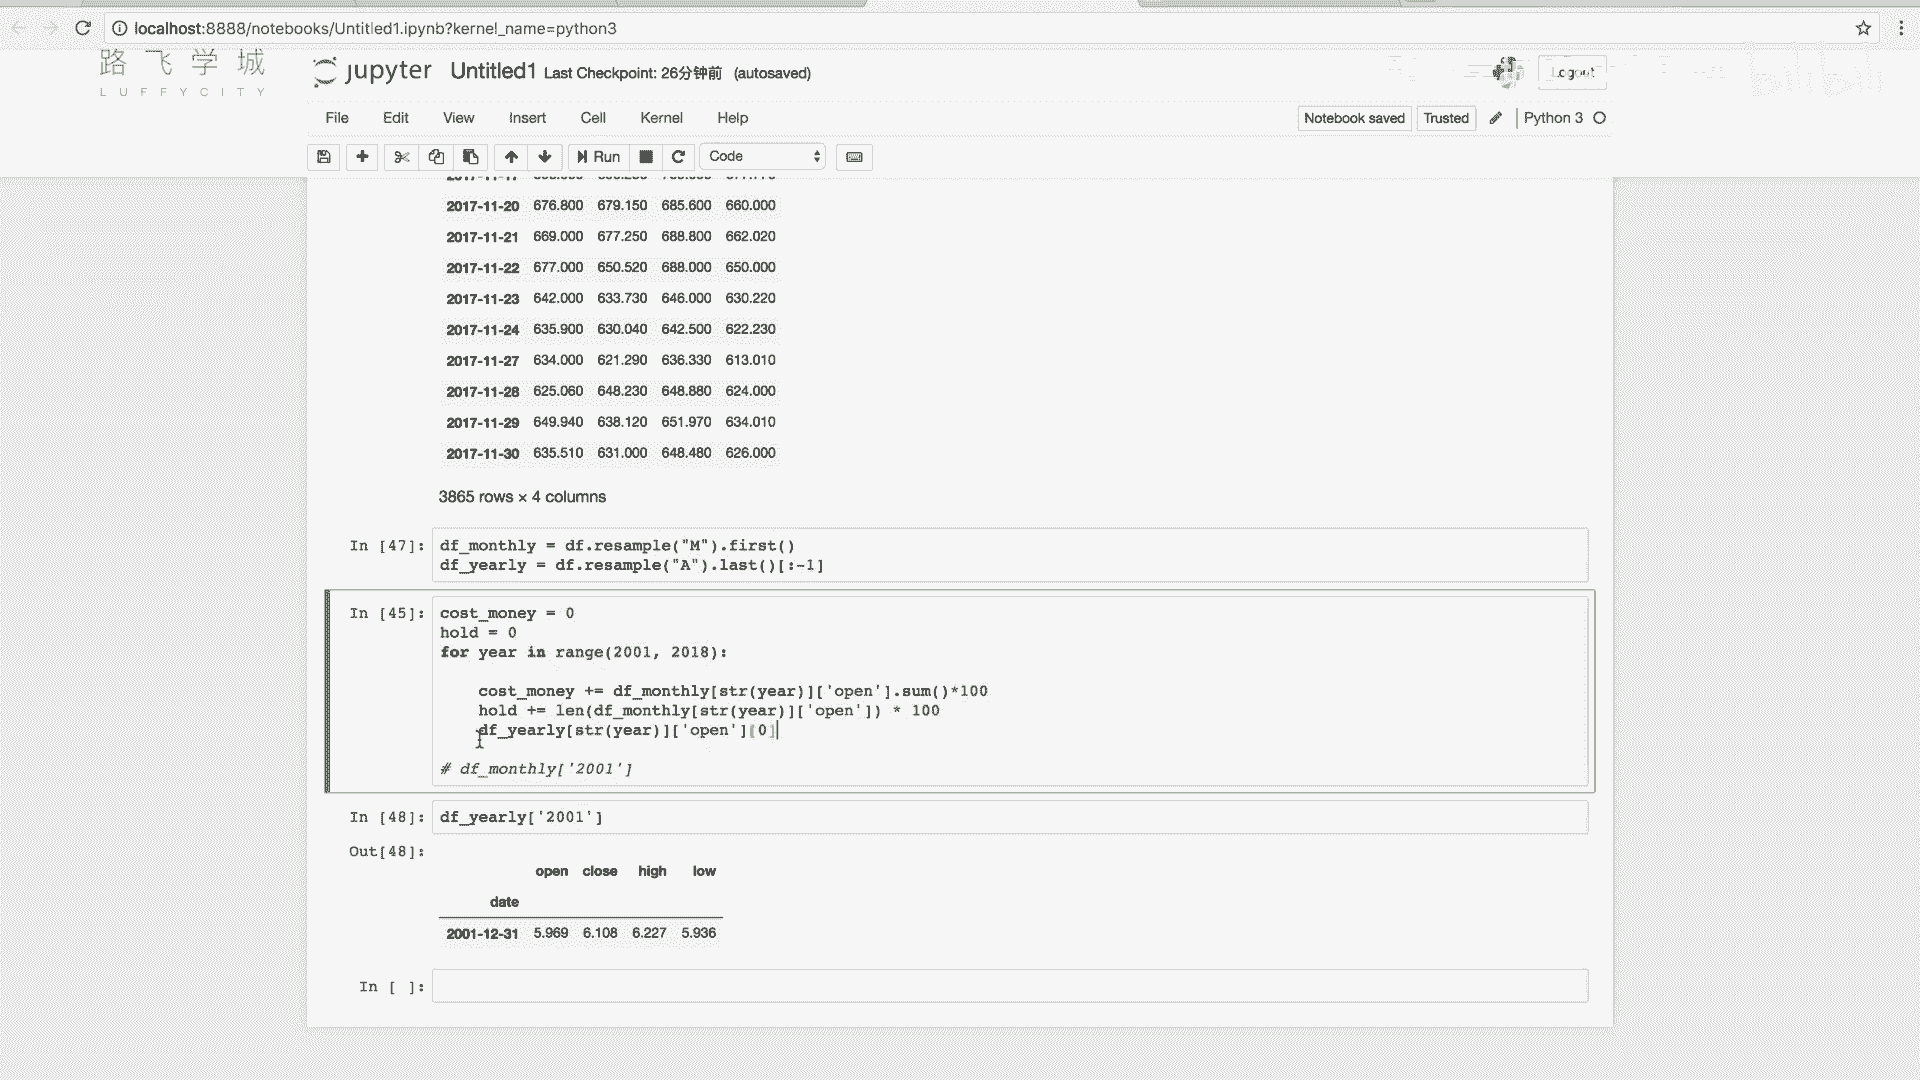 localhost:8888/notebooks/Untitled1.ipynb?kernel_name=python3
路飞学城
LUFFYCITY
jupyter Untitled1 Last Checkpoint: 26分钟前 (autosaved)
Logout
File Edit View Insert Cell Kernel Help
Notebook saved Trusted Python 3
Run Code
2017-11-20 676.800 679.150 685.600 660.000
2017-11-21 669.000 677.250 688.800 662.020
2017-11-22 677.000 650.520 688.000 650.000
2017-11-23 642.000 633.730 646.000 630.220
2017-11-24 635.900 630.040 642.500 622.230
2017-11-27 634.000 621.290 636.330 613.010
2017-11-28 625.060 648.230 648.880 624.000
2017-11-29 649.940 638.120 651.970 634.010
2017-11-30 635.510 631.000 648.480 626.000
3865 rows × 4 columns
In [47]: df_monthly = df.resample("M").first()
df_yearly = df.resample("A").last()[:-1]
In [45]: cost_money = 0
hold = 0
for year in range(2001, 2018):
cost_money += df_monthly[str(year)]['open'].sum()*100
hold += len(df_monthly[str(year)]['open']) * 100
df_yearly[str(year)]['open'][0]
# df_monthly['2001']
In [48]: df_yearly['2001']
Out[48]:
open close high low
date
2001-12-31 5.969 6.108 6.227 5.936
In [ ]: